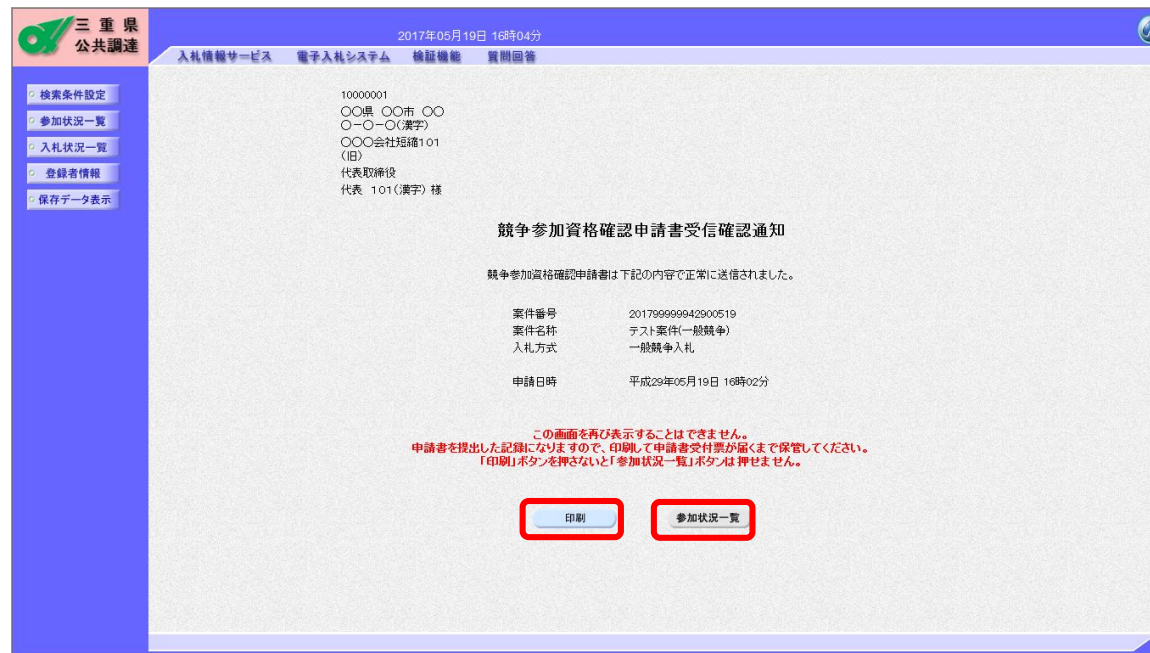 三重県
公共調達
2017年05月19日 16時04分
入札情報サービス 電子入札システム 検証機能 質問回答
検索条件設定
参加状況一覧
入札状況一覧
登録者情報
保存データ表示
10000001
〇〇県 〇〇市 〇〇
〇-〇-〇(漢字)
〇〇〇会社短縮101
(旧)
代表取締役
代表 101(漢字) 様
競争参加資格確認申請書受信確認通知
競争参加資格確認申請書は下記の内容で正常に送信されました。
案件番号 201799999942900519
案件名称 テスト案件(一般競争)
入札方式 一般競争入札
申請日時 平成29年05月19日 16時02分
この画面を再び表示することはできません。
申請書を提出した記録になりますので、印刷して申請書受付票が届くまで保管してください。
「印刷」ボタンを押さないと「参加状況一覧」ボタンは押せません。
印刷 参加状況一覧